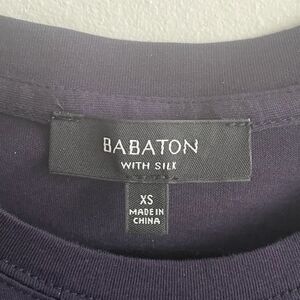 BABATON
WITH SILK
XS
MADE IN
CHINA